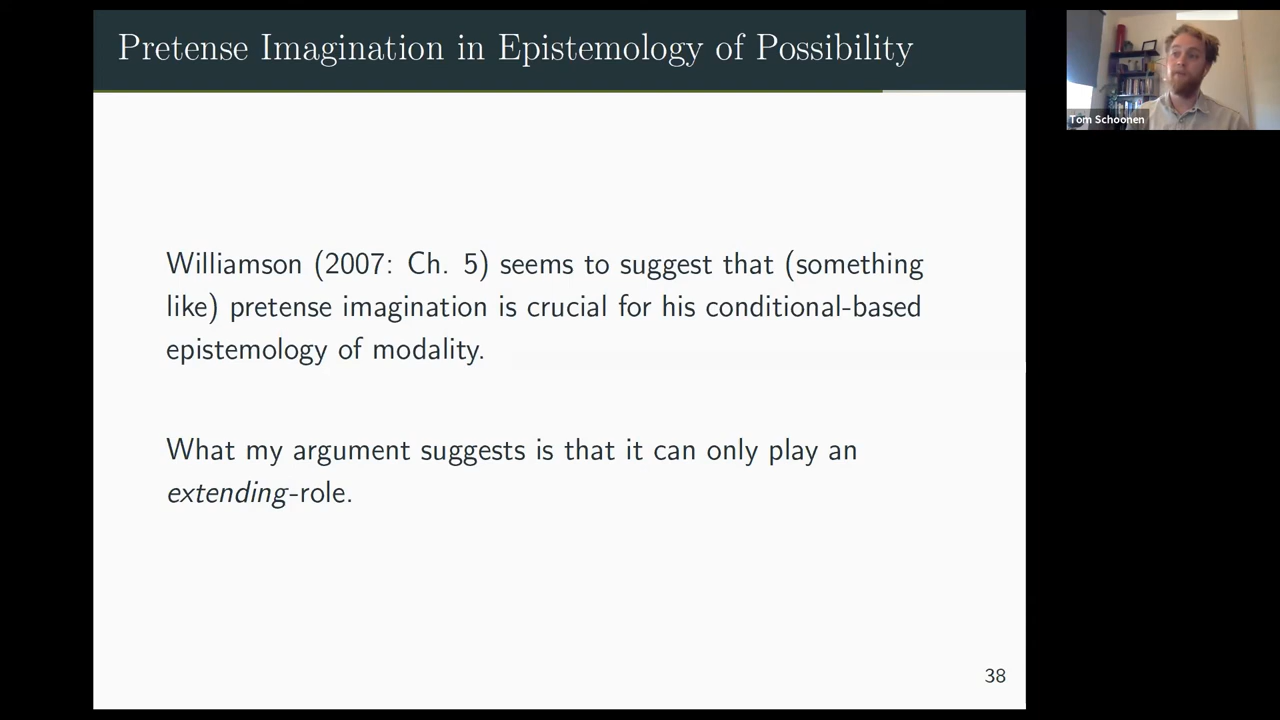 Pretense Imagination in Epistemology of Possibility
Tom Schoonen
Williamson (2007: Ch. 5) seems to suggest that (something
like) pretense imagination is crucial for his conditional-based
epistemology of modality.
What my argument suggests is that it can only play an
extending-role.
38